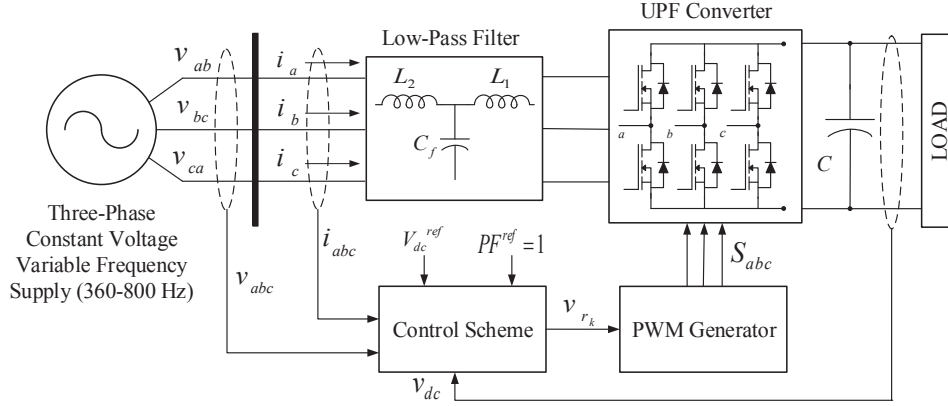 UPF Converter
Low-Pass Filter
v_ab
v_bc
v_ca
i_a
i_b
i_c
L_2
L_1
C_f
a
b
c
C
LOAD
Three-Phase
Constant Voltage
Variable Frequency
Supply (360-800 Hz)
v_abc
i_abc
V_dc^ref
PF^ref = 1
S_abc
Control Scheme
v_r_k
PWM Generator
v_dc